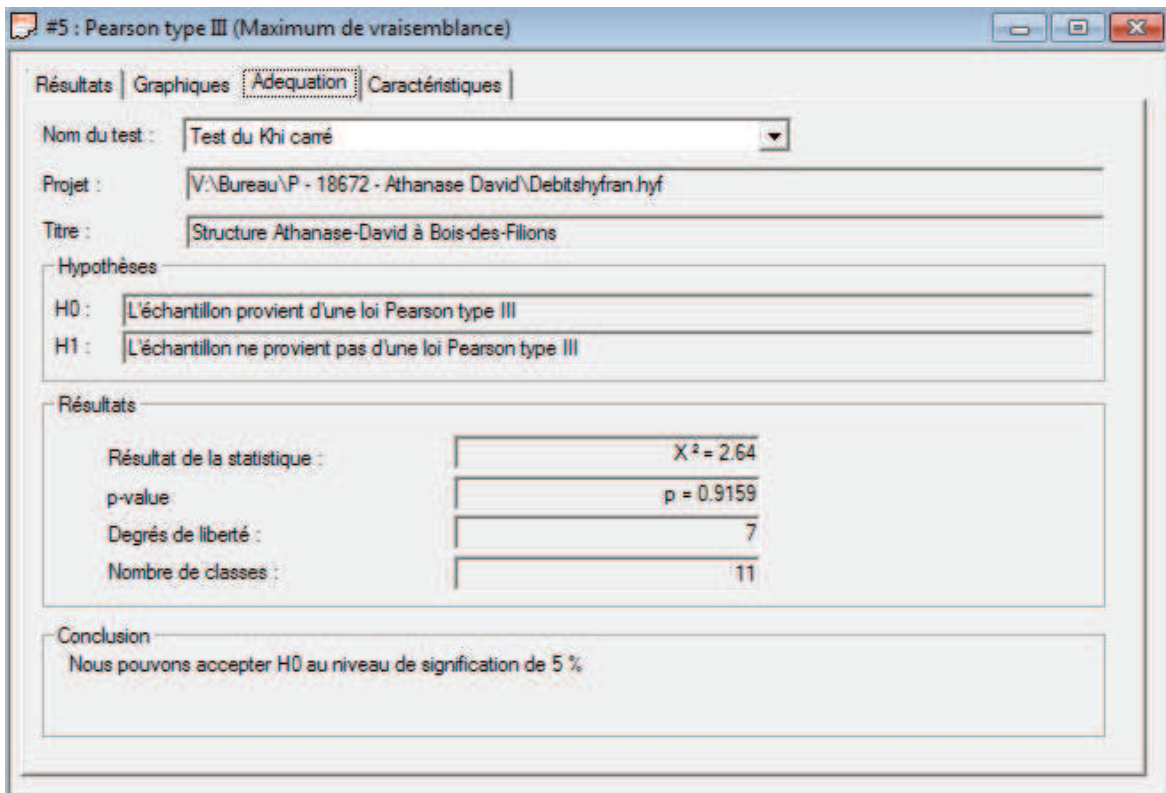 #5 : Pearson type III (Maximum de vraisemblance)
Résultats Graphiques Adequation Caractéristiques
Nom du test : Test du Khi carré
Projet : V:\Bureau\P - 18672 - Athanase David\Debitshyfran.hyf
Titre : Structure Athanase-David à Bois-des-Filions
Hypothèses
H0 : L'échantillon provient d'une loi Pearson type III
H1 : L'échantillon ne provient pas d'une loi Pearson type III
Résultats
Résultat de la statistique : X² = 2.64
p-value p = 0.9159
Degrés de liberté : 7
Nombre de classes : 11
Conclusion
Nous pouvons accepter H0 au niveau de signification de 5 %